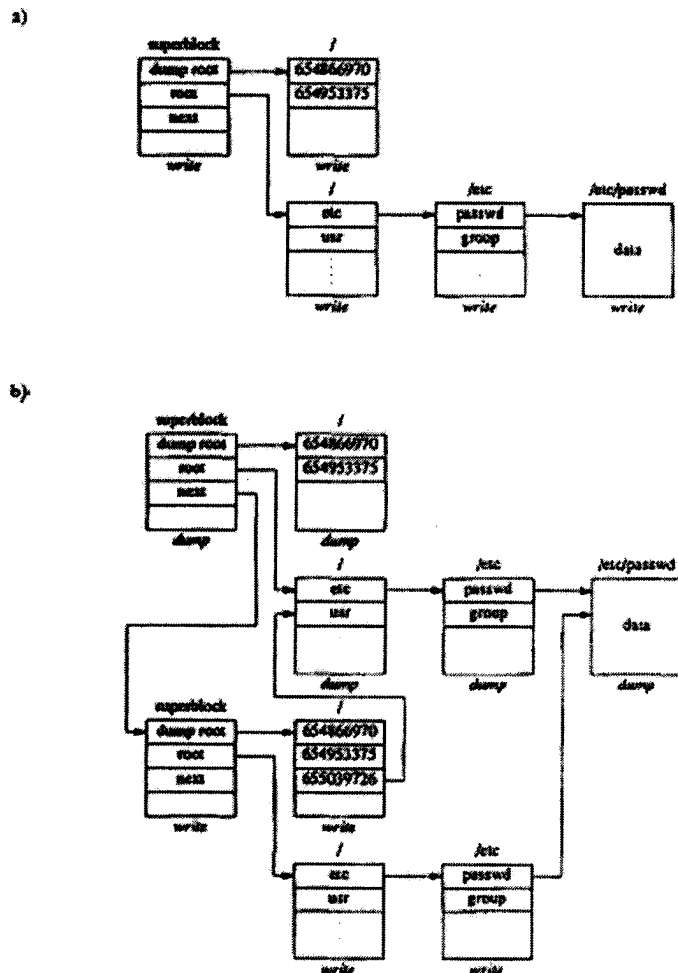 a)
superblock /
dump root 654866970
root 654953375
next
write write
/ /etc /etc/passwd
etc passwd data
usr group
write write write
b)
superblock /
dump root 654866970
root 654953375
next
dump dump
/ /etc /etc/passwd
etc passwd
usr group data
dump dump dump
superblock /
dump root 654866970
root 654953375
next 655039726
write write
/ /etc
etc passwd
usr group
write write